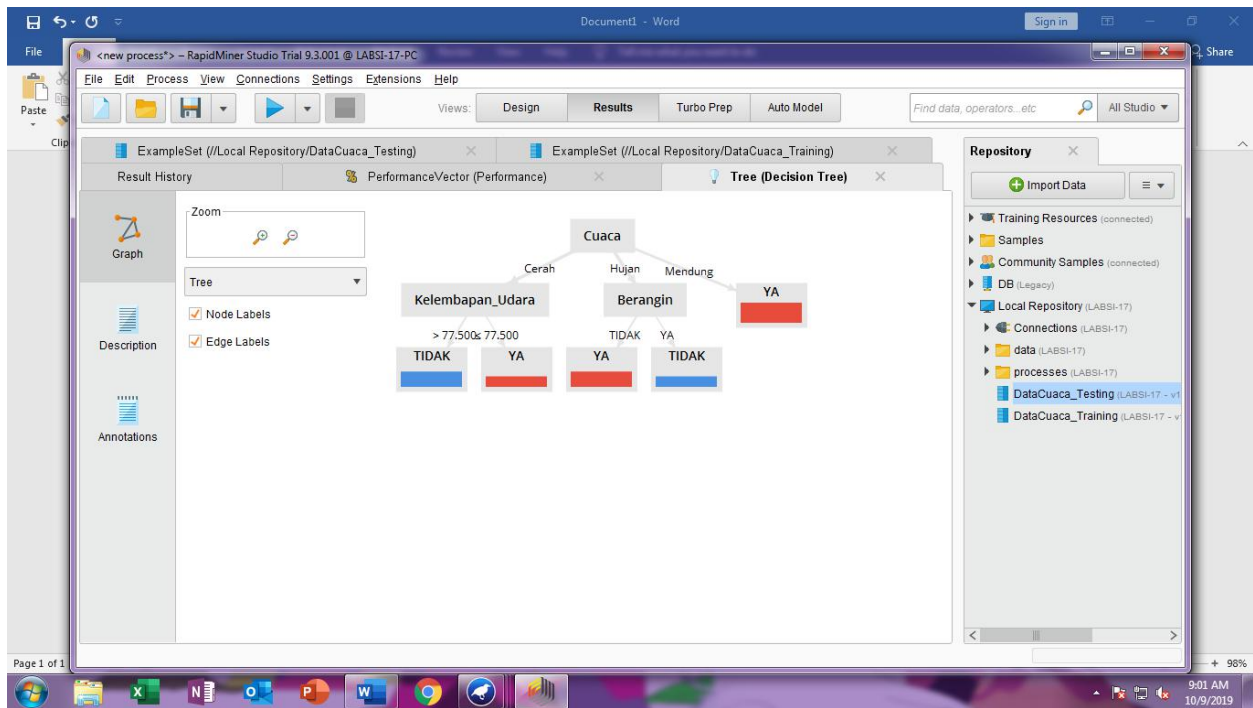 Document1 - Word
Sign in
File
Share
<new process*> – RapidMiner Studio Trial 9.3.001 @ LABSI-17-PC
File Edit Process View Connections Settings Extensions Help
Paste
Views:
Design
Results
Turbo Prep
Auto Model
Find data, operators...etc
All Studio
Clip
ExampleSet (//Local Repository/DataCuaca_Testing)
ExampleSet (//Local Repository/DataCuaca_Training)
Result History
PerformanceVector (Performance)
Tree (Decision Tree)
Graph
Description
Annotations
Zoom
Tree
Node Labels
Edge Labels
Cuaca
Cerah
Hujan
Mendung
Kelembapan_Udara
Berangin
YA
> 77.500
≤ 77.500
TIDAK
YA
TIDAK
YA
YA
TIDAK
Repository
Import Data
Training Resources (connected)
Samples
Community Samples (connected)
DB (Legacy)
Local Repository (LABSI-17)
Connections (LABSI-17)
data (LABSI-17)
processes (LABSI-17)
DataCuaca_Testing (LABSI-17 - v1
DataCuaca_Training (LABSI-17 - v
Page 1 of 1
98%
9:01 AM
10/9/2019